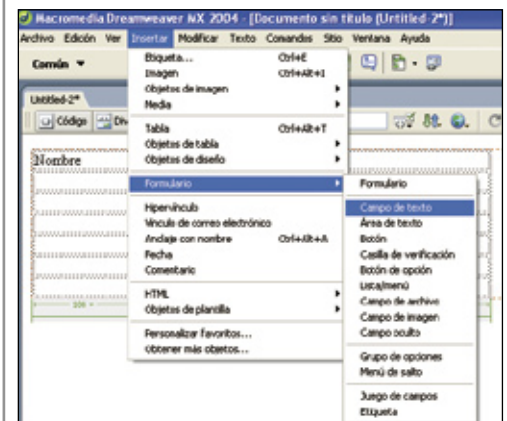 Macromedia Dreamweaver MX 2004 - [Documento sin título (Untitled-2*)]
Archivo Edición Ver Insertar Modificar Texto Comandos Sitio Ventana Ayuda
Común
Untitled-2*
Código
Nombre
Etiqueta... Ctrl+E
Imagen Ctrl+Alt+I
Objetos de imagen
Media
Tabla Ctrl+Alt+T
Objetos de tabla
Objetos de diseño
Formulario
Hipervínculo
Vínculo de correo electrónico
Anclaje con nombre Ctrl+Alt+A
Fecha
Comentario
HTML
Objetos de plantilla
Personalizar favoritos...
Obtener más objetos...
Formulario
Campo de texto
Área de texto
Botón
Casilla de verificación
Botón de opción
Lista/menú
Campo de archivo
Campo de imagen
Campo oculto
Grupo de opciones
Menú de salto
Juego de campos
Etiqueta